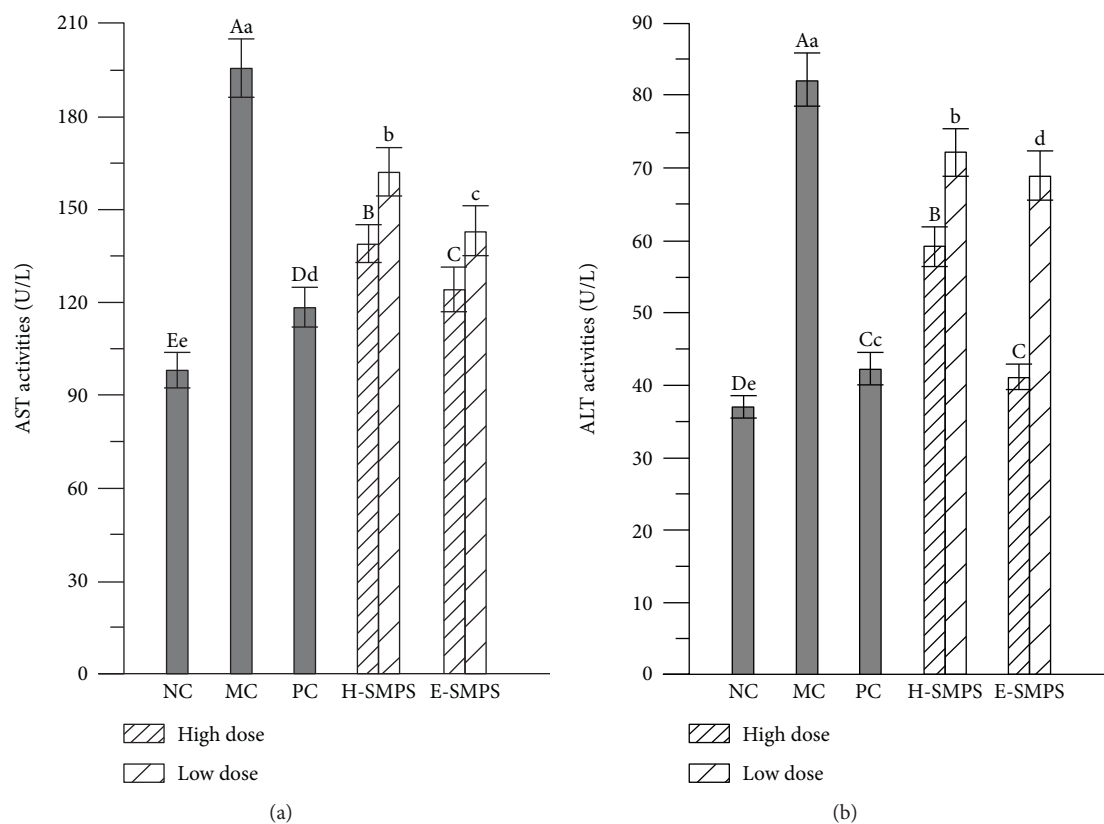 210
180
150
120
90
60
30
0
AST activities (U/L)
Ee
Aa
Dd
B
b
C
c
NC MC PC H-SMPS E-SMPS
High dose
Low dose
(a)
90
80
70
60
50
40
30
20
10
0
ALT activities (U/L)
De
Aa
Cc
B
b
C
d
NC MC PC H-SMPS E-SMPS
High dose
Low dose
(b)